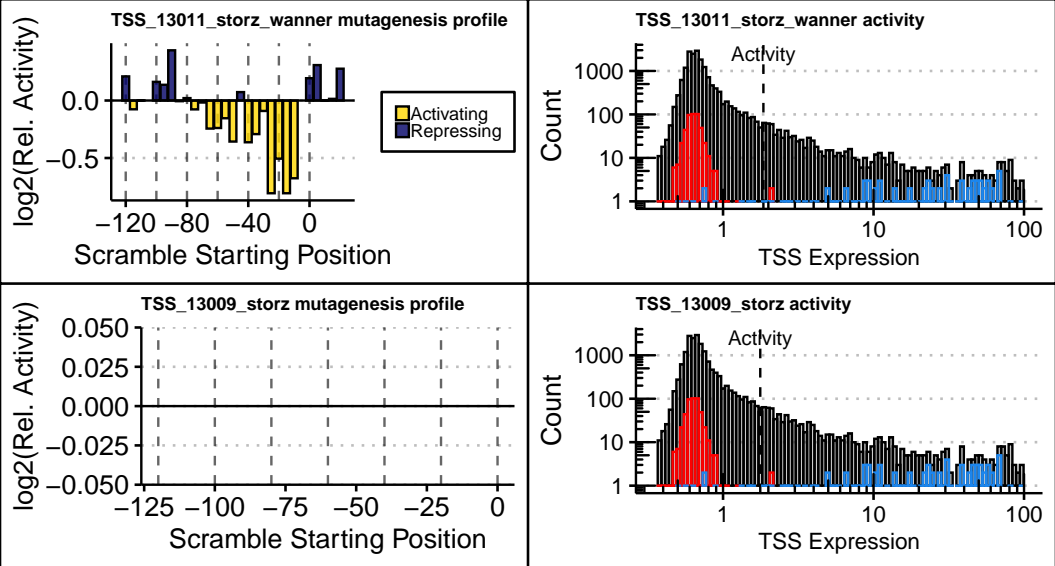 TSS_13011_storz_wanner mutagenesis profile
log2(Rel. Activity)
0.0
−0.5
−120 −80 −40 0
Scramble Starting Position
Activating
Repressing
TSS_13011_storz_wanner activity
Activity
Count
1000
100
10
1
1 10 100
TSS Expression
TSS_13009_storz mutagenesis profile
log2(Rel. Activity)
0.050
0.025
0.000
−0.025
−0.050
−125 −100 −75 −50 −25 0
Scramble Starting Position
TSS_13009_storz activity
Activity
Count
1000
100
10
1
1 10 100
TSS Expression